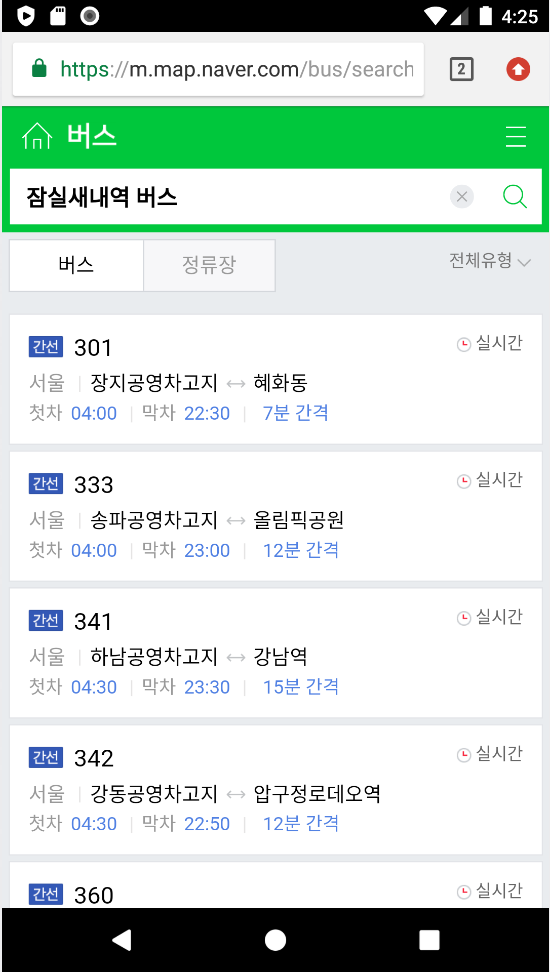 4:25
https://m.map.naver.com/bus/search
2
버스
잠실새내역 버스
버스
정류장
전체유형
간선 301
실시간
서울 | 장지공영차고지 ↔ 혜화동
첫차 04:00 | 막차 22:30 | 7분 간격
간선 333
실시간
서울 | 송파공영차고지 ↔ 올림픽공원
첫차 04:00 | 막차 23:00 | 12분 간격
간선 341
실시간
서울 | 하남공영차고지 ↔ 강남역
첫차 04:30 | 막차 23:30 | 15분 간격
간선 342
실시간
서울 | 강동공영차고지 ↔ 압구정로데오역
첫차 04:30 | 막차 22:50 | 12분 간격
간선 360
실시간